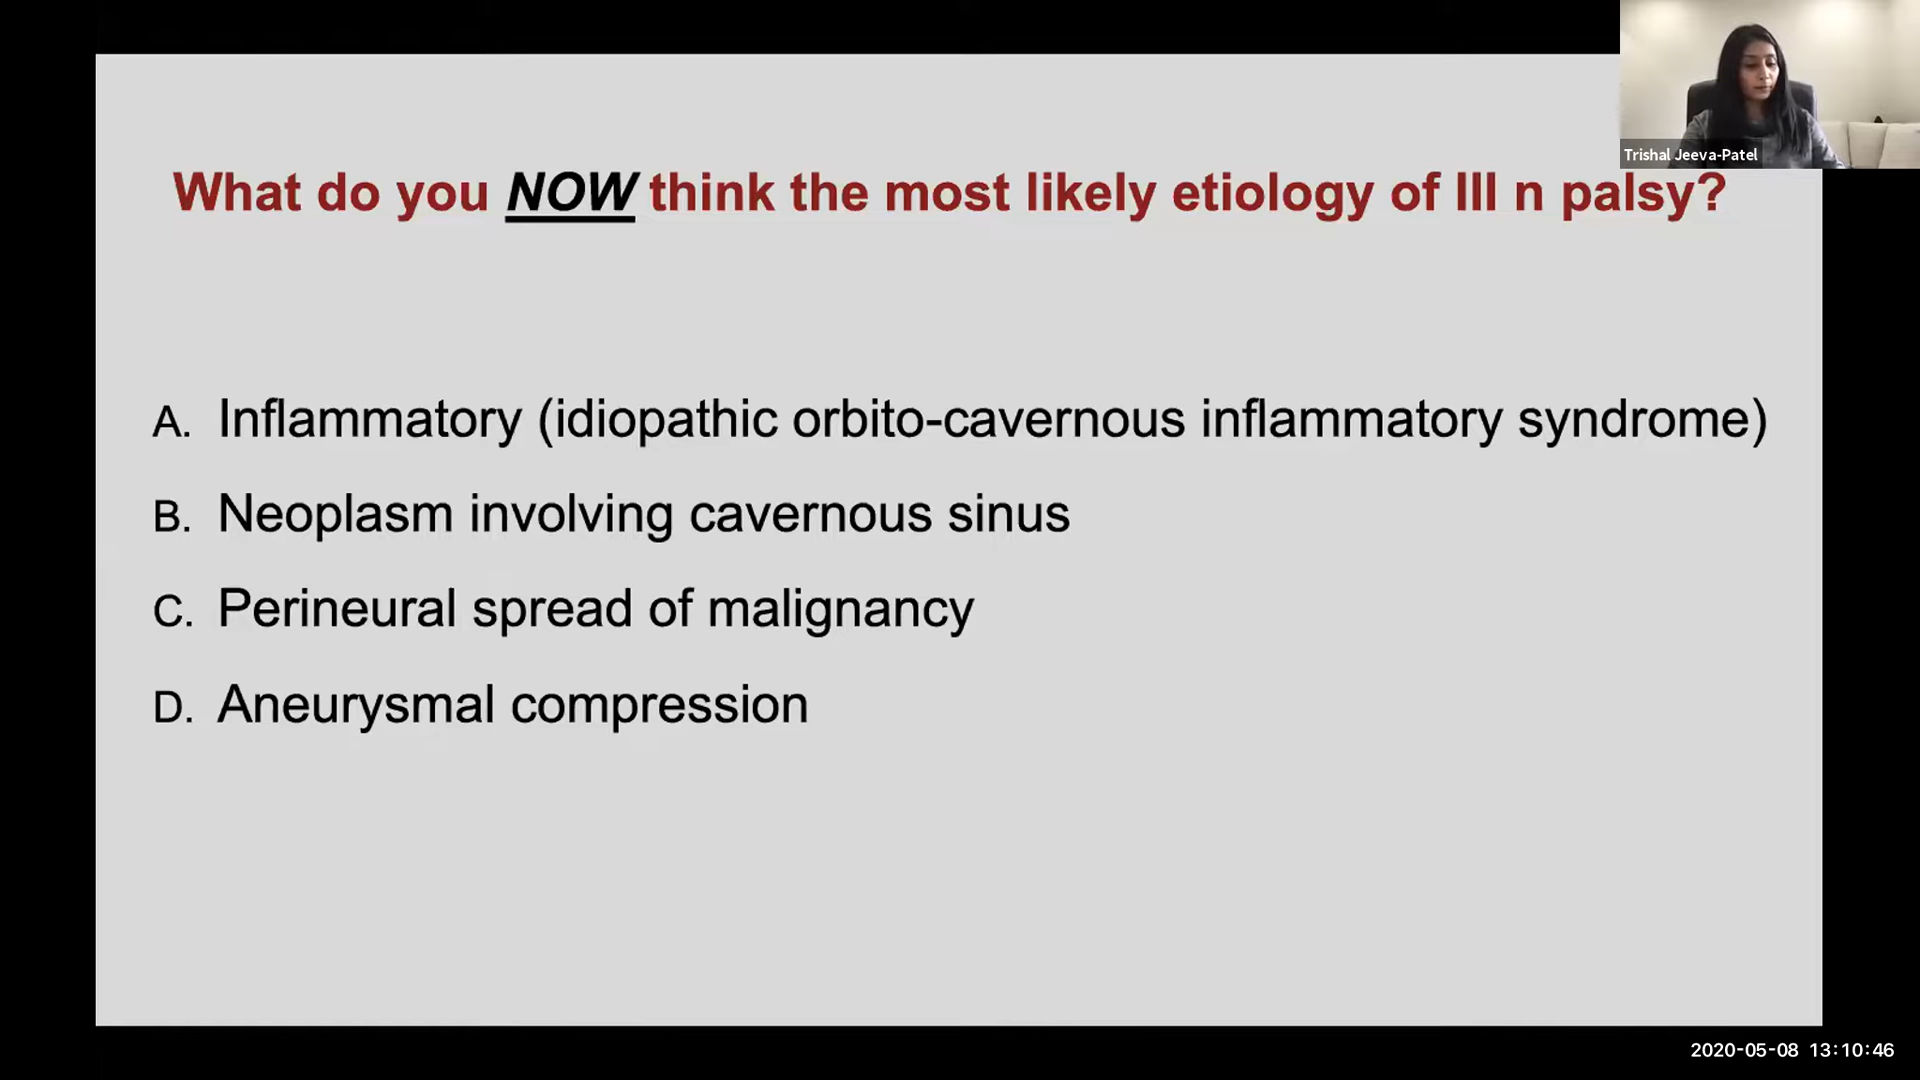 Trishal Jeeva-Patel
What do you NOW think the most likely etiology of III n palsy?
A. Inflammatory (idiopathic orbito-cavernous inflammatory syndrome)
B. Neoplasm involving cavernous sinus
C. Perineural spread of malignancy
D. Aneurysmal compression
2020-05-08 13:10:46